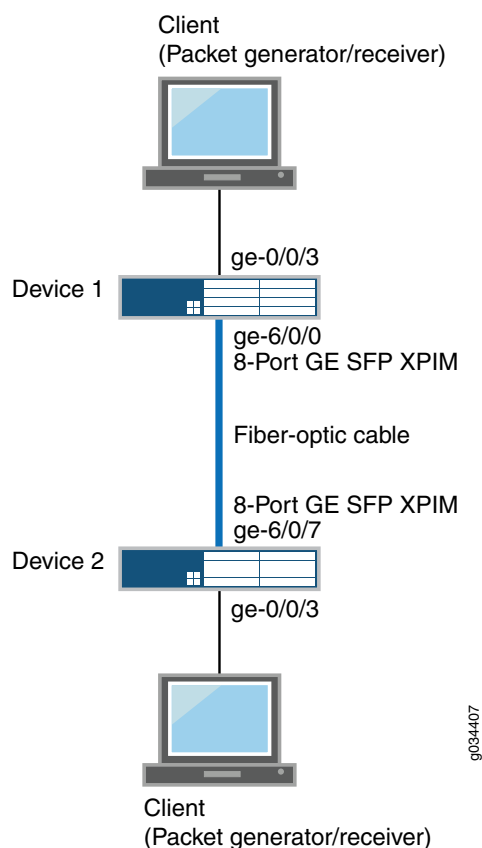 Client
(Packet generator/receiver)
ge-0/0/3
Device 1
ge-6/0/0
8-Port GE SFP XPIM
Fiber-optic cable
8-Port GE SFP XPIM
ge-6/0/7
Device 2
ge-0/0/3
g034407
Client
(Packet generator/receiver)